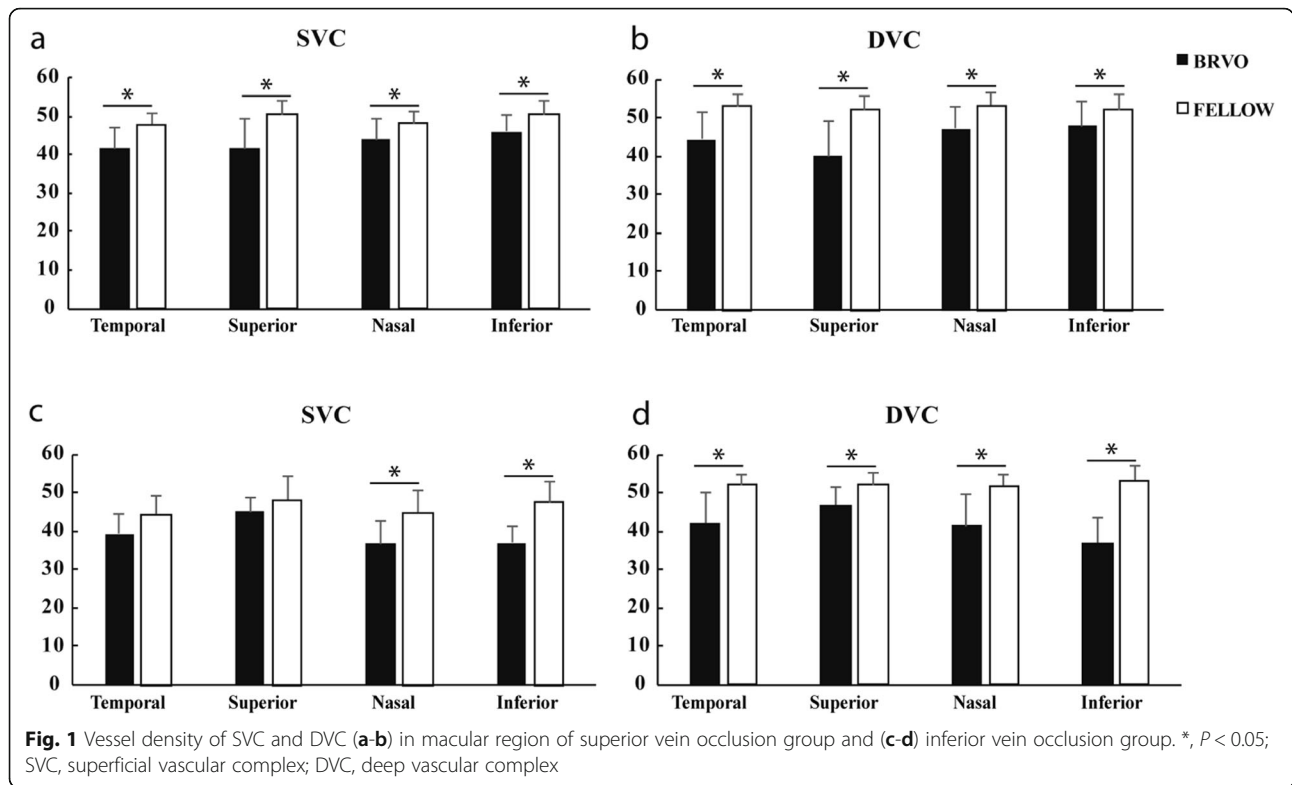 a
SVC
60
50
40
30
20
10
0
*
*
*
*
Temporal Superior Nasal Inferior
b
DVC
60
50
40
30
20
10
0
*
*
*
*
Temporal Superior Nasal Inferior
BRVO
FELLOW
c
SVC
60
50
40
30
20
10
0
*
*
Temporal Superior Nasal Inferior
d
DVC
60
50
40
30
20
10
0
*
*
*
*
Temporal Superior Nasal Inferior
Fig. 1 Vessel density of SVC and DVC (a-b) in macular region of superior vein occlusion group and (c-d) inferior vein occlusion group. *, P < 0.05;
SVC, superficial vascular complex; DVC, deep vascular complex